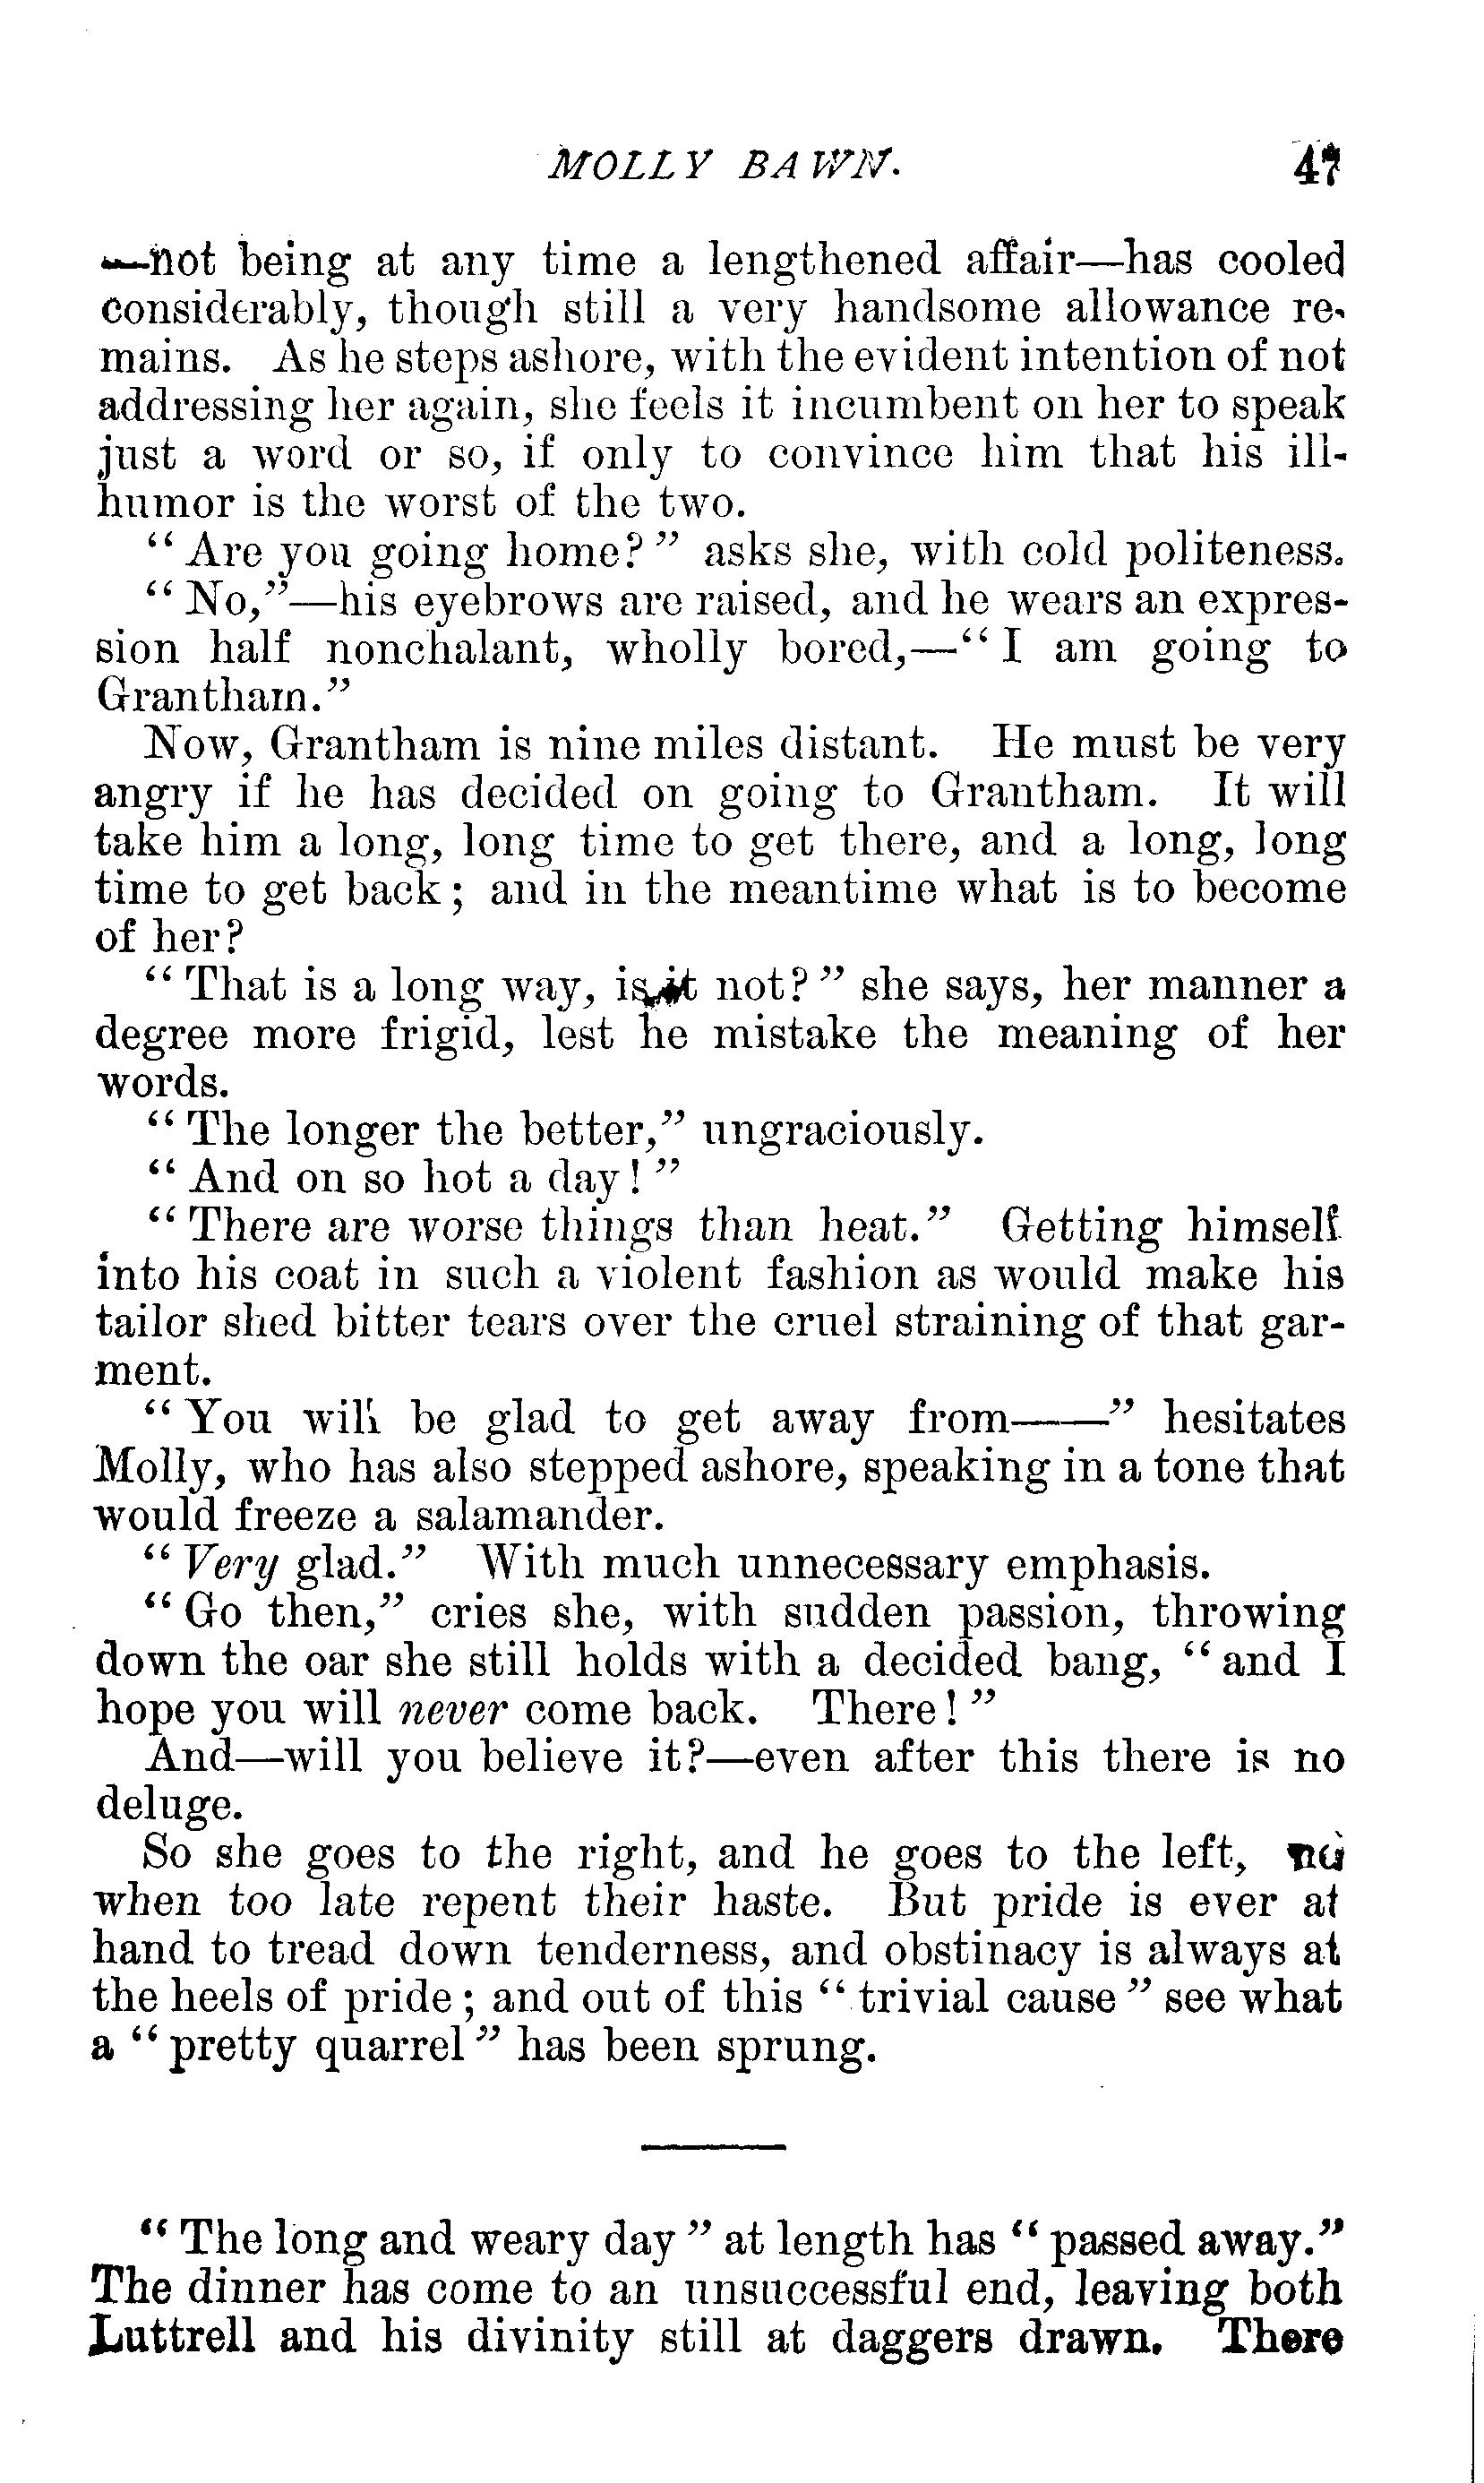 MOLLY BAWN. 47
—not being at any time a lengthened affair—has cooled
considerably, though still a very handsome allowance re-
mains. As he steps ashore, with the evident intention of not
addressing her again, she feels it incumbent on her to speak
just a word or so, if only to convince him that his ill-
humor is the worst of the two.
"Are you going home?" asks she, with cold politeness.
"No,"—his eyebrows are raised, and he wears an expres-
sion half nonchalant, wholly bored,—"I am going to
Grantham."
Now, Grantham is nine miles distant. He must be very
angry if he has decided on going to Grantham. It will
take him a long, long time to get there, and a long, long
time to get back; and in the meantime what is to become
of her?
"That is a long way, is it not?" she says, her manner a
degree more frigid, lest he mistake the meaning of her
words.
"The longer the better," ungraciously.
"And on so hot a day!"
"There are worse things than heat." Getting himself
into his coat in such a violent fashion as would make his
tailor shed bitter tears over the cruel straining of that gar-
ment.
"You will be glad to get away from——" hesitates
Molly, who has also stepped ashore, speaking in a tone that
would freeze a salamander.
"Very glad." With much unnecessary emphasis.
"Go then," cries she, with sudden passion, throwing
down the oar she still holds with a decided bang, "and I
hope you will never come back. There!"
And—will you believe it?—even after this there is no
deluge.
So she goes to the right, and he goes to the left,
when too late repent their haste. But pride is ever at
hand to tread down tenderness, and obstinacy is always at
the heels of pride; and out of this "trivial cause" see what
a "pretty quarrel" has been sprung.
"The long and weary day" at length has "passed away."
The dinner has come to an unsuccessful end, leaving both
Luttrell and his divinity still at daggers drawn. There